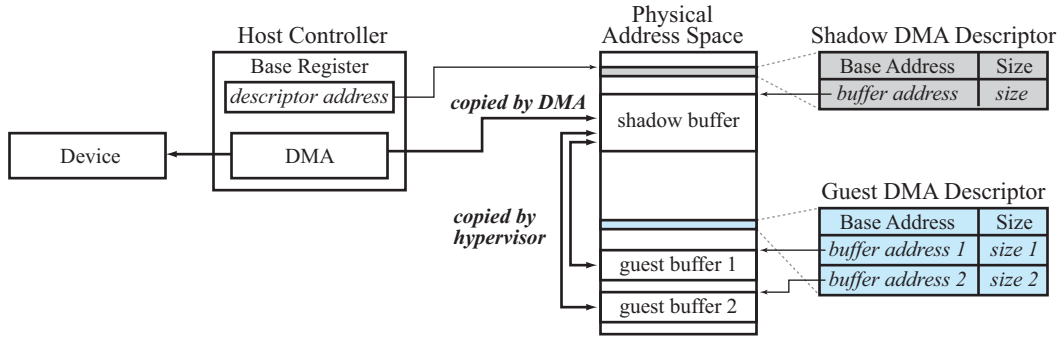 Host Controller
Base Register
descriptor address
DMA
Device
copied by DMA
copied by
hypervisor
Physical
Address Space
shadow buffer
guest buffer 1
guest buffer 2
Shadow DMA Descriptor
Base Address Size
buffer address size
Guest DMA Descriptor
Base Address Size
buffer address 1 size 1
buffer address 2 size 2